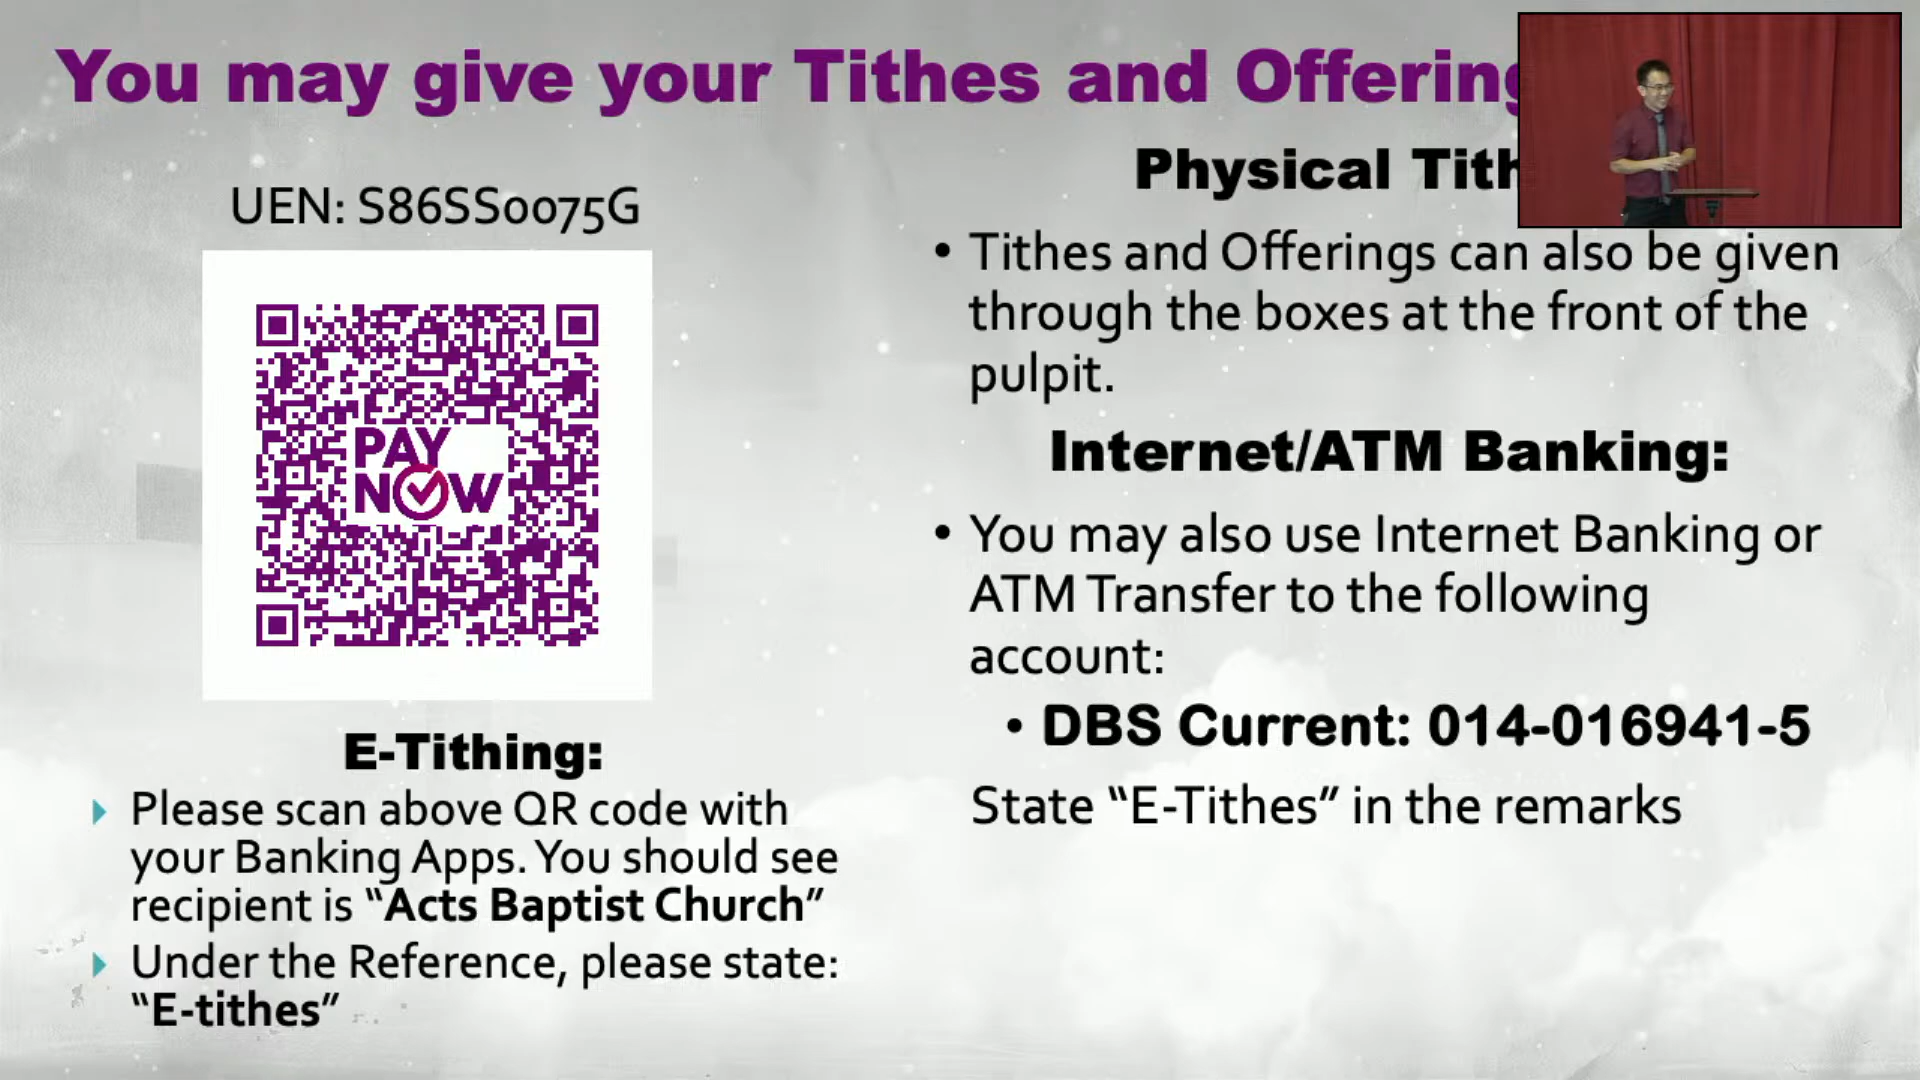 You may give your Tithes and Offering
UEN: S86SS0075G
PAY
NOW
E-Tithing:
Please scan above QR code with
your Banking Apps. You should see
recipient is “Acts Baptist Church”
Under the Reference, please state:
“E-tithes”
Physical Tith
• Tithes and Offerings can also be given
through the boxes at the front of the
pulpit.
Internet/ATM Banking:
• You may also use Internet Banking or
ATM Transfer to the following
account:
• DBS Current: 014-016941-5
State “E-Tithes” in the remarks